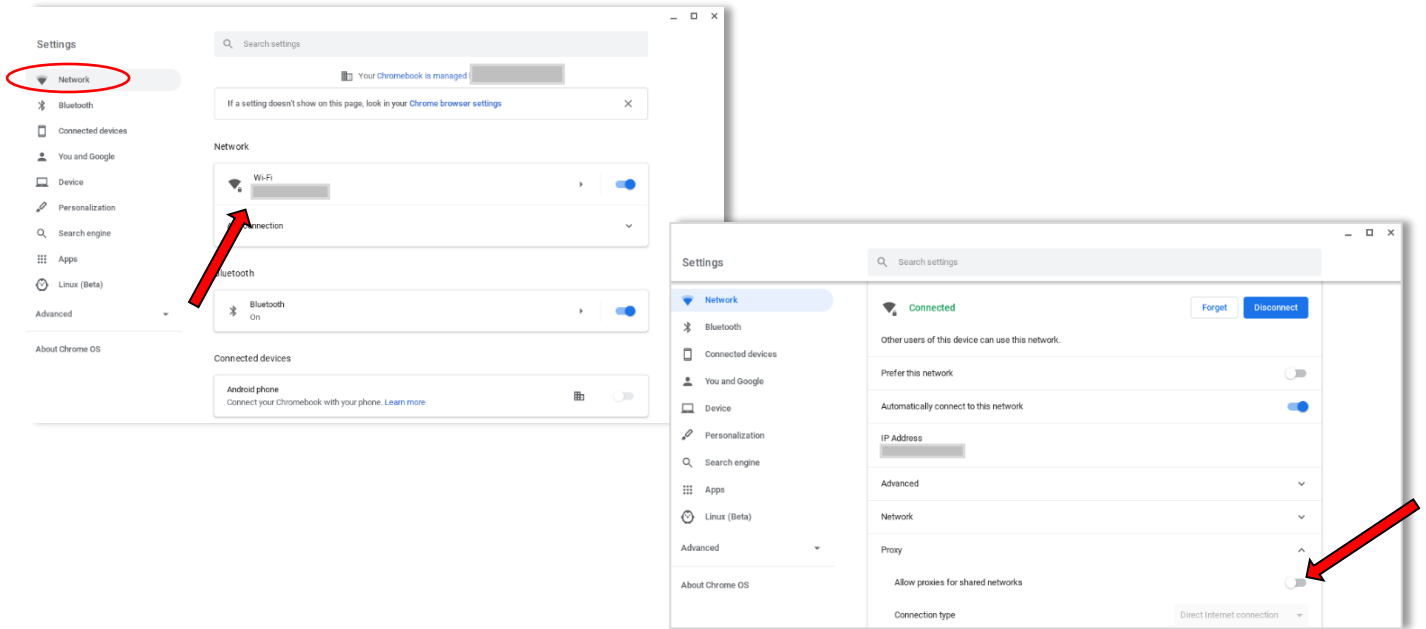 Settings
Search settings
Network
Bluetooth
Connected devices
You and Google
Device
Personalization
Search engine
Apps
Linux (Beta)
Advanced
About Chrome OS
Your Chromebook is managed
If a setting doesn't show on this page, look in your Chrome browser settings
Network
Wi-Fi
connection
Bluetooth
Bluetooth
On
Connected devices
Android phone
Connect your Chromebook with your phone. Learn more
Settings
Search settings
Network
Bluetooth
Connected devices
You and Google
Device
Personalization
Search engine
Apps
Linux (Beta)
Advanced
About Chrome OS
Connected
Forget
Disconnect
Other users of this device can use this network.
Prefer this network
Automatically connect to this network
IP Address
Advanced
Network
Proxy
Allow proxies for shared networks
Connection type
Direct Internet connection